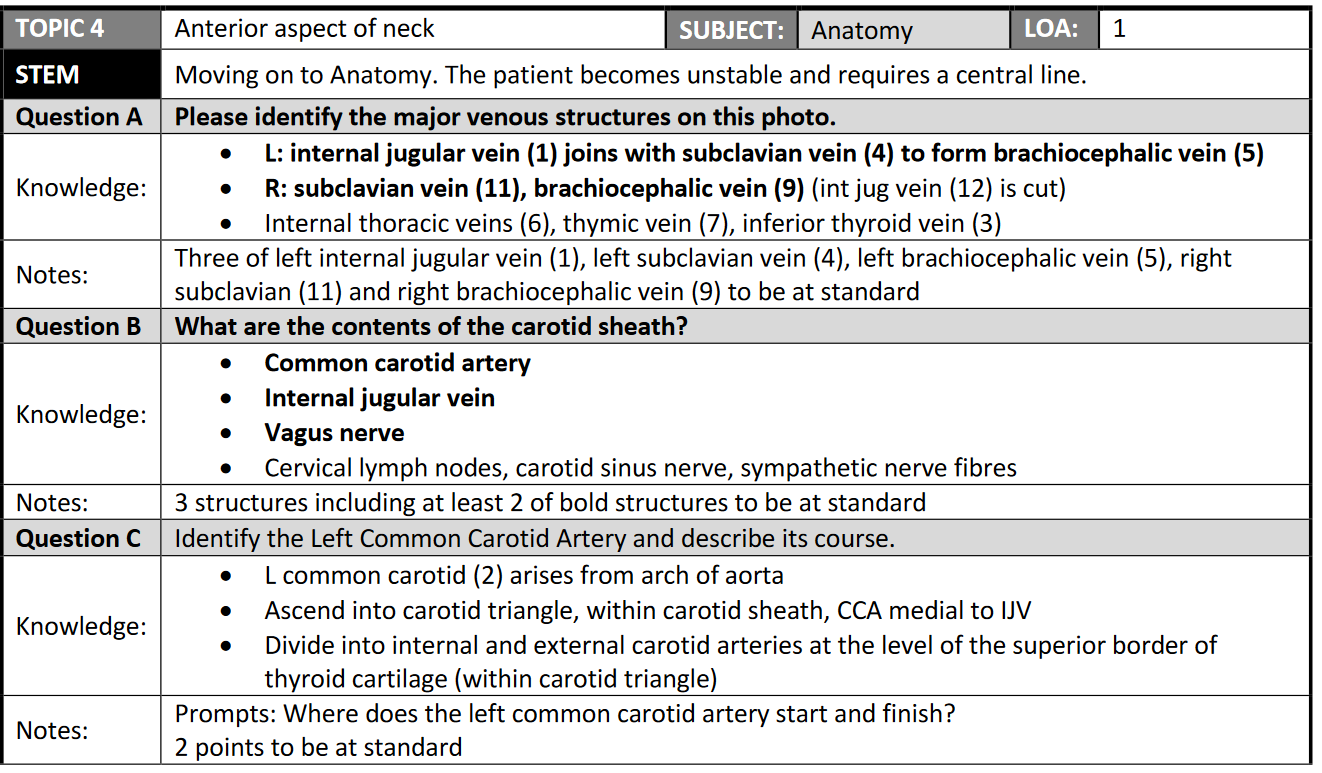 TOPIC 4 Anterior aspect of neck SUBJECT: Anatomy LOA: 1
STEM Moving on to Anatomy. The patient becomes unstable and requires a central line.
Question A Please identify the major venous structures on this photo.
Knowledge:
• L: internal jugular vein (1) joins with subclavian vein (4) to form brachiocephalic vein (5)
• R: subclavian vein (11), brachiocephalic vein (9) (int jug vein (12) is cut)
• Internal thoracic veins (6), thymic vein (7), inferior thyroid vein (3)
Notes:
Three of left internal jugular vein (1), left subclavian vein (4), left brachiocephalic vein (5), right
subclavian (11) and right brachiocephalic vein (9) to be at standard
Question B What are the contents of the carotid sheath?
Knowledge:
• Common carotid artery
• Internal jugular vein
• Vagus nerve
• Cervical lymph nodes, carotid sinus nerve, sympathetic nerve fibres
Notes: 3 structures including at least 2 of bold structures to be at standard
Question C Identify the Left Common Carotid Artery and describe its course.
Knowledge:
• L common carotid (2) arises from arch of aorta
• Ascend into carotid triangle, within carotid sheath, CCA medial to IJV
• Divide into internal and external carotid arteries at the level of the superior border of
thyroid cartilage (within carotid triangle)
Notes:
Prompts: Where does the left common carotid artery start and finish?
2 points to be at standard